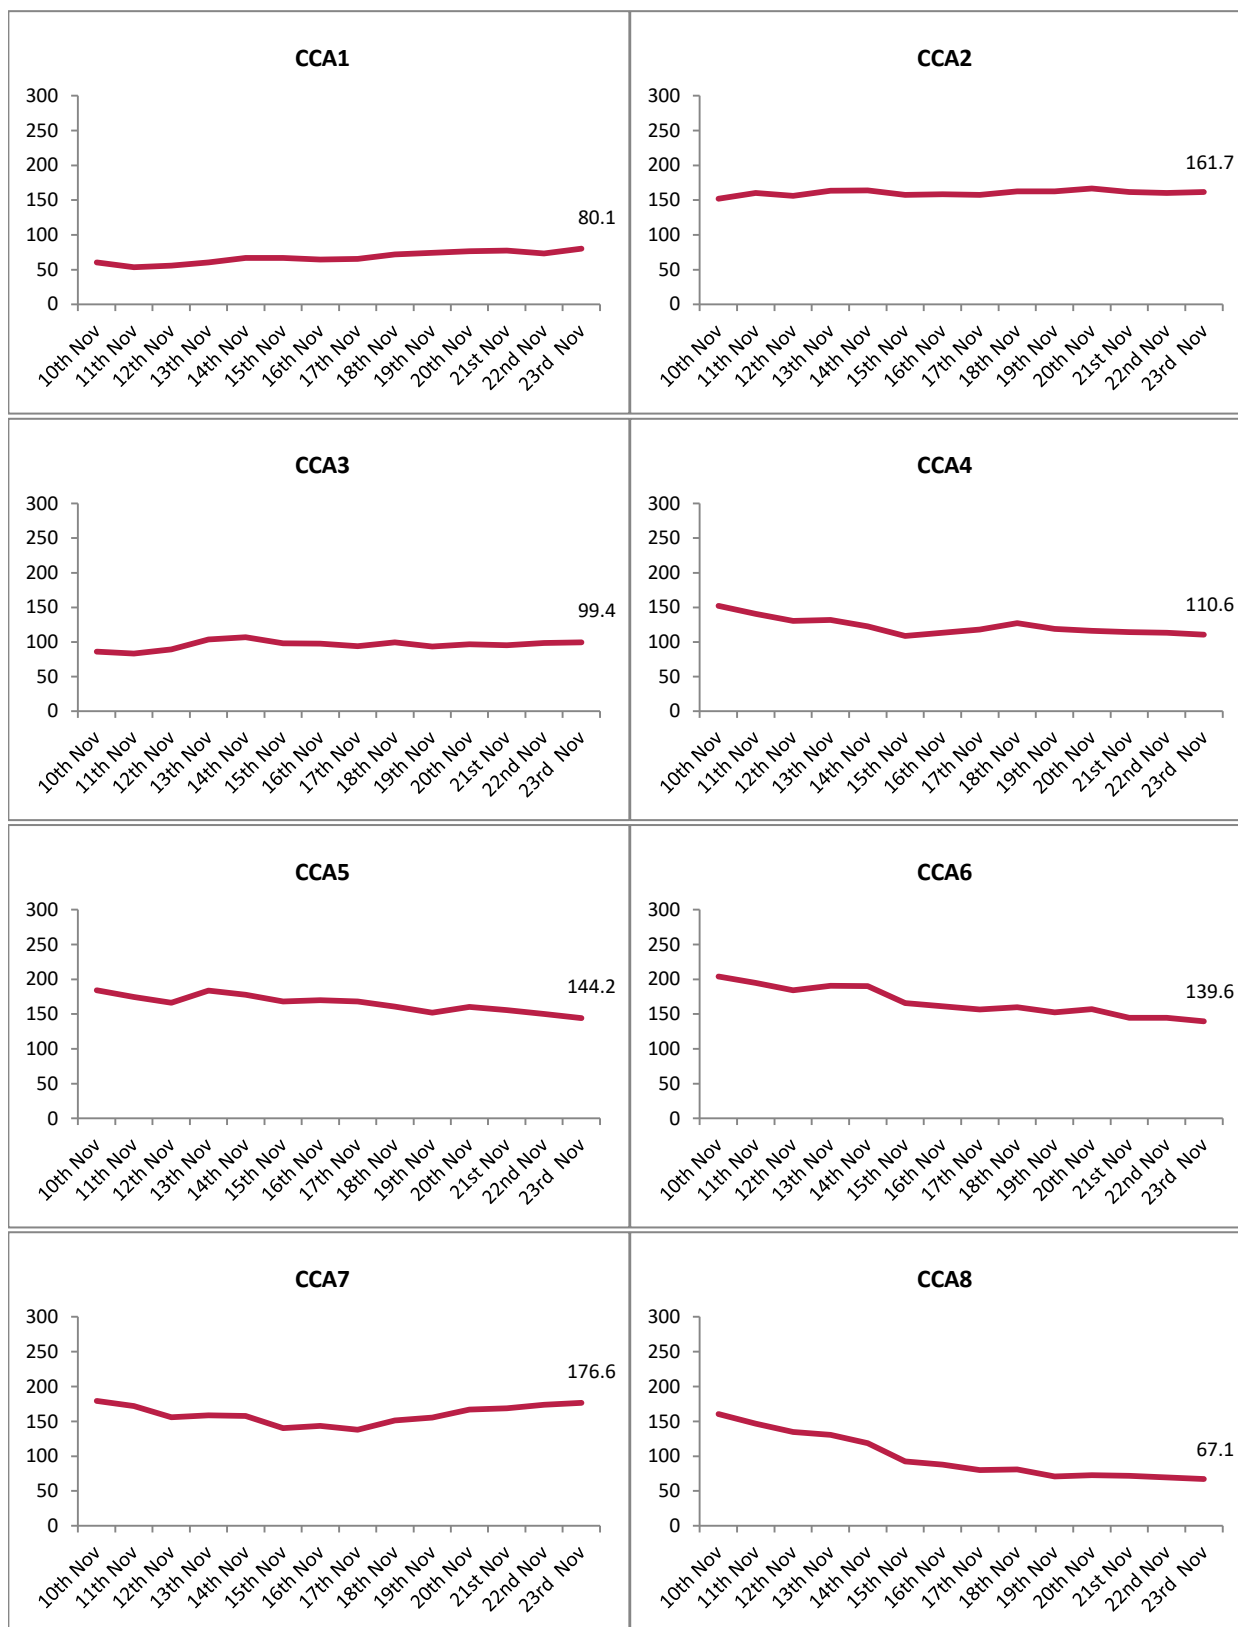 CCA1
300
250
200
150
100
50
0
80.1
10th Nov
11th Nov
12th Nov
13th Nov
14th Nov
15th Nov
16th Nov
17th Nov
18th Nov
19th Nov
20th Nov
21st Nov
22nd Nov
23rd Nov
CCA2
300
250
200
150
100
50
0
161.7
10th Nov
11th Nov
12th Nov
13th Nov
14th Nov
15th Nov
16th Nov
17th Nov
18th Nov
19th Nov
20th Nov
21st Nov
22nd Nov
23rd Nov
CCA3
300
250
200
150
100
50
0
99.4
10th Nov
11th Nov
12th Nov
13th Nov
14th Nov
15th Nov
16th Nov
17th Nov
18th Nov
19th Nov
20th Nov
21st Nov
22nd Nov
23rd Nov
CCA4
300
250
200
150
100
50
0
110.6
10th Nov
11th Nov
12th Nov
13th Nov
14th Nov
15th Nov
16th Nov
17th Nov
18th Nov
19th Nov
20th Nov
21st Nov
22nd Nov
23rd Nov
CCA5
300
250
200
150
100
50
0
144.2
10th Nov
11th Nov
12th Nov
13th Nov
14th Nov
15th Nov
16th Nov
17th Nov
18th Nov
19th Nov
20th Nov
21st Nov
22nd Nov
23rd Nov
CCA6
300
250
200
150
100
50
0
139.6
10th Nov
11th Nov
12th Nov
13th Nov
14th Nov
15th Nov
16th Nov
17th Nov
18th Nov
19th Nov
20th Nov
21st Nov
22nd Nov
23rd Nov
CCA7
300
250
200
150
100
50
0
176.6
10th Nov
11th Nov
12th Nov
13th Nov
14th Nov
15th Nov
16th Nov
17th Nov
18th Nov
19th Nov
20th Nov
21st Nov
22nd Nov
23rd Nov
CCA8
300
250
200
150
100
50
0
67.1
10th Nov
11th Nov
12th Nov
13th Nov
14th Nov
15th Nov
16th Nov
17th Nov
18th Nov
19th Nov
20th Nov
21st Nov
22nd Nov
23rd Nov